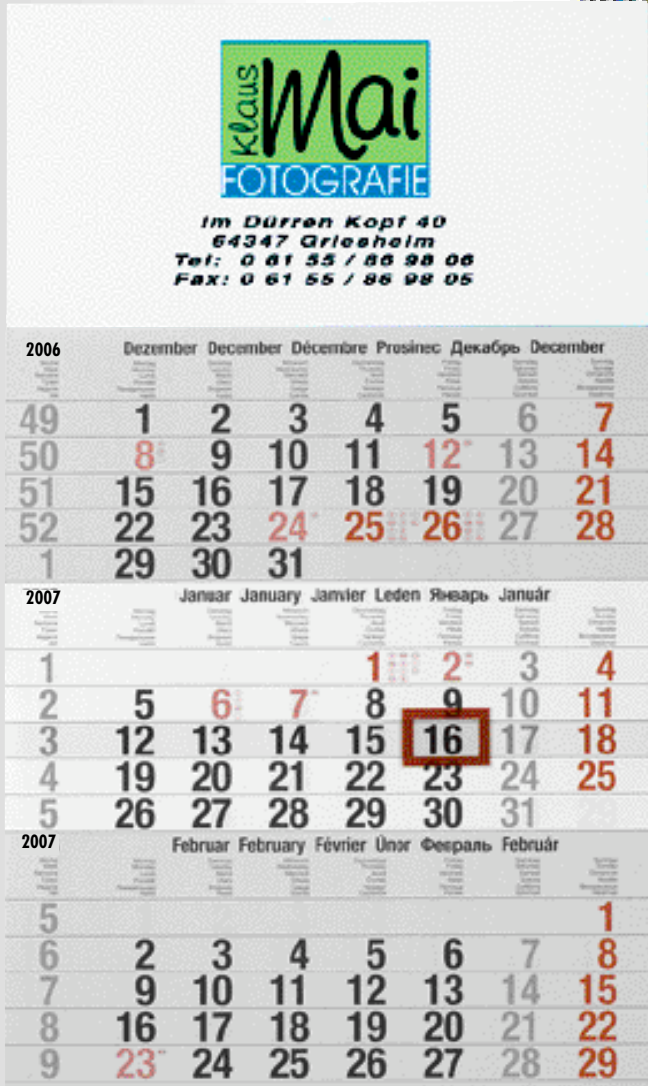 klaus Mai
FOTOGRAFIE
Im Dürren Kopf 40
64347 Griesheim
Tel: 0 61 55 / 86 98 06
Fax: 0 61 55 / 86 98 05
2006 Dezember December Décembre Prosinec Декабрь December
49 1 2 3 4 5 6 7
50 8 9 10 11 12 13 14
51 15 16 17 18 19 20 21
52 22 23 24 25 26 27 28
1 29 30 31
2007 Januar January Janvier Leden Январь Január
1 1 2 3 4
2 5 6 7 8 9 10 11
3 12 13 14 15 16 17 18
4 19 20 21 22 23 24 25
5 26 27 28 29 30 31
2007 Februar February Février Únor Февраль Február
5 1
6 2 3 4 5 6 7 8
7 9 10 11 12 13 14 15
8 16 17 18 19 20 21 22
9 23 24 25 26 27 28 29